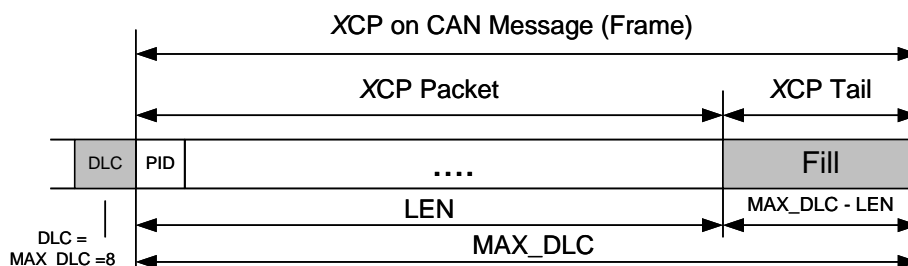 XCP on CAN Message (Frame)
XCP Packet
XCP Tail
DLC
PID
....
Fill
LEN
MAX_DLC - LEN
DLC =
MAX_DLC =8
MAX_DLC